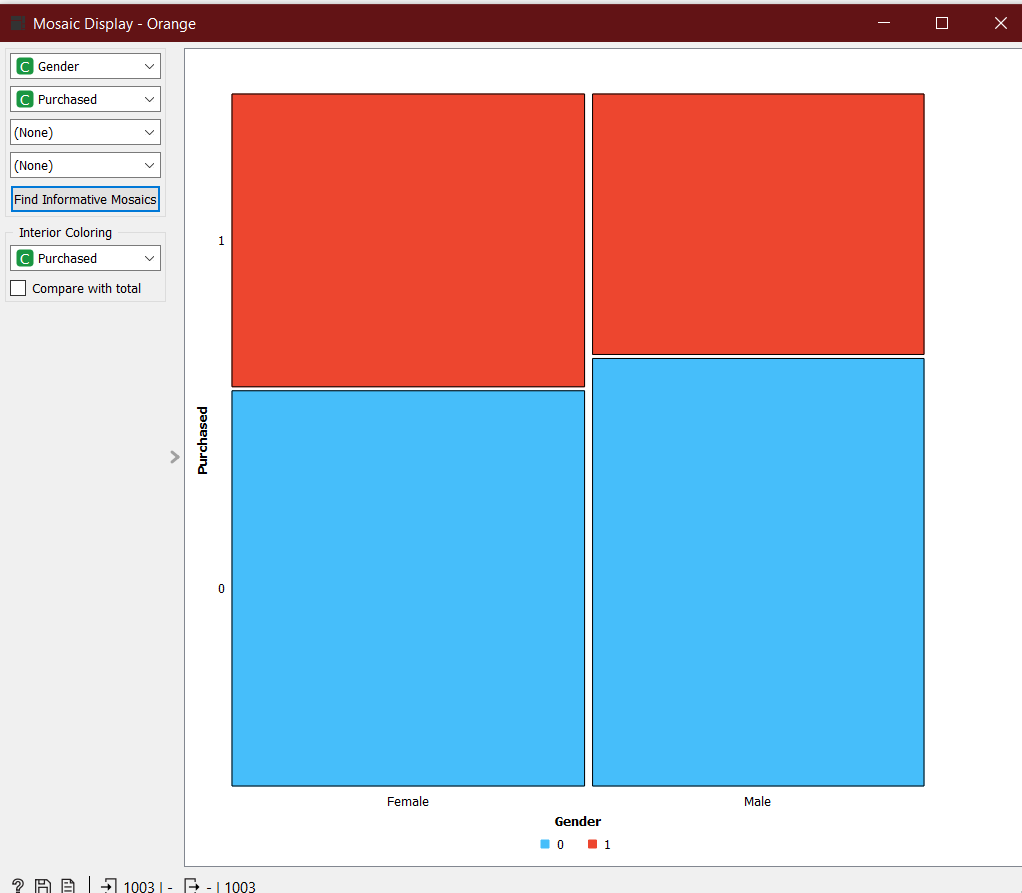 Mosaic Display - Orange
C Gender
C Purchased
(None)
(None)
Find Informative Mosaics
Interior Coloring
C Purchased
Compare with total
Purchased
1
0
Female Male
Gender
0 1
? 1003 | - - | 1003